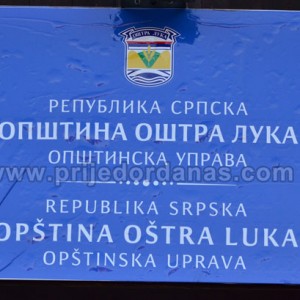 ОШТРА ЛУКА
РЕПУБЛИКА СРПСКА
ОПШТИНА ОШТРА ЛУКА
ОПШТИНСКА УПРАВА
www.prijedordanas.com
REPUBLIKA SRPSKA
OPŠTINA OŠTRA LUKA
OPŠTINSKA UPRAVA